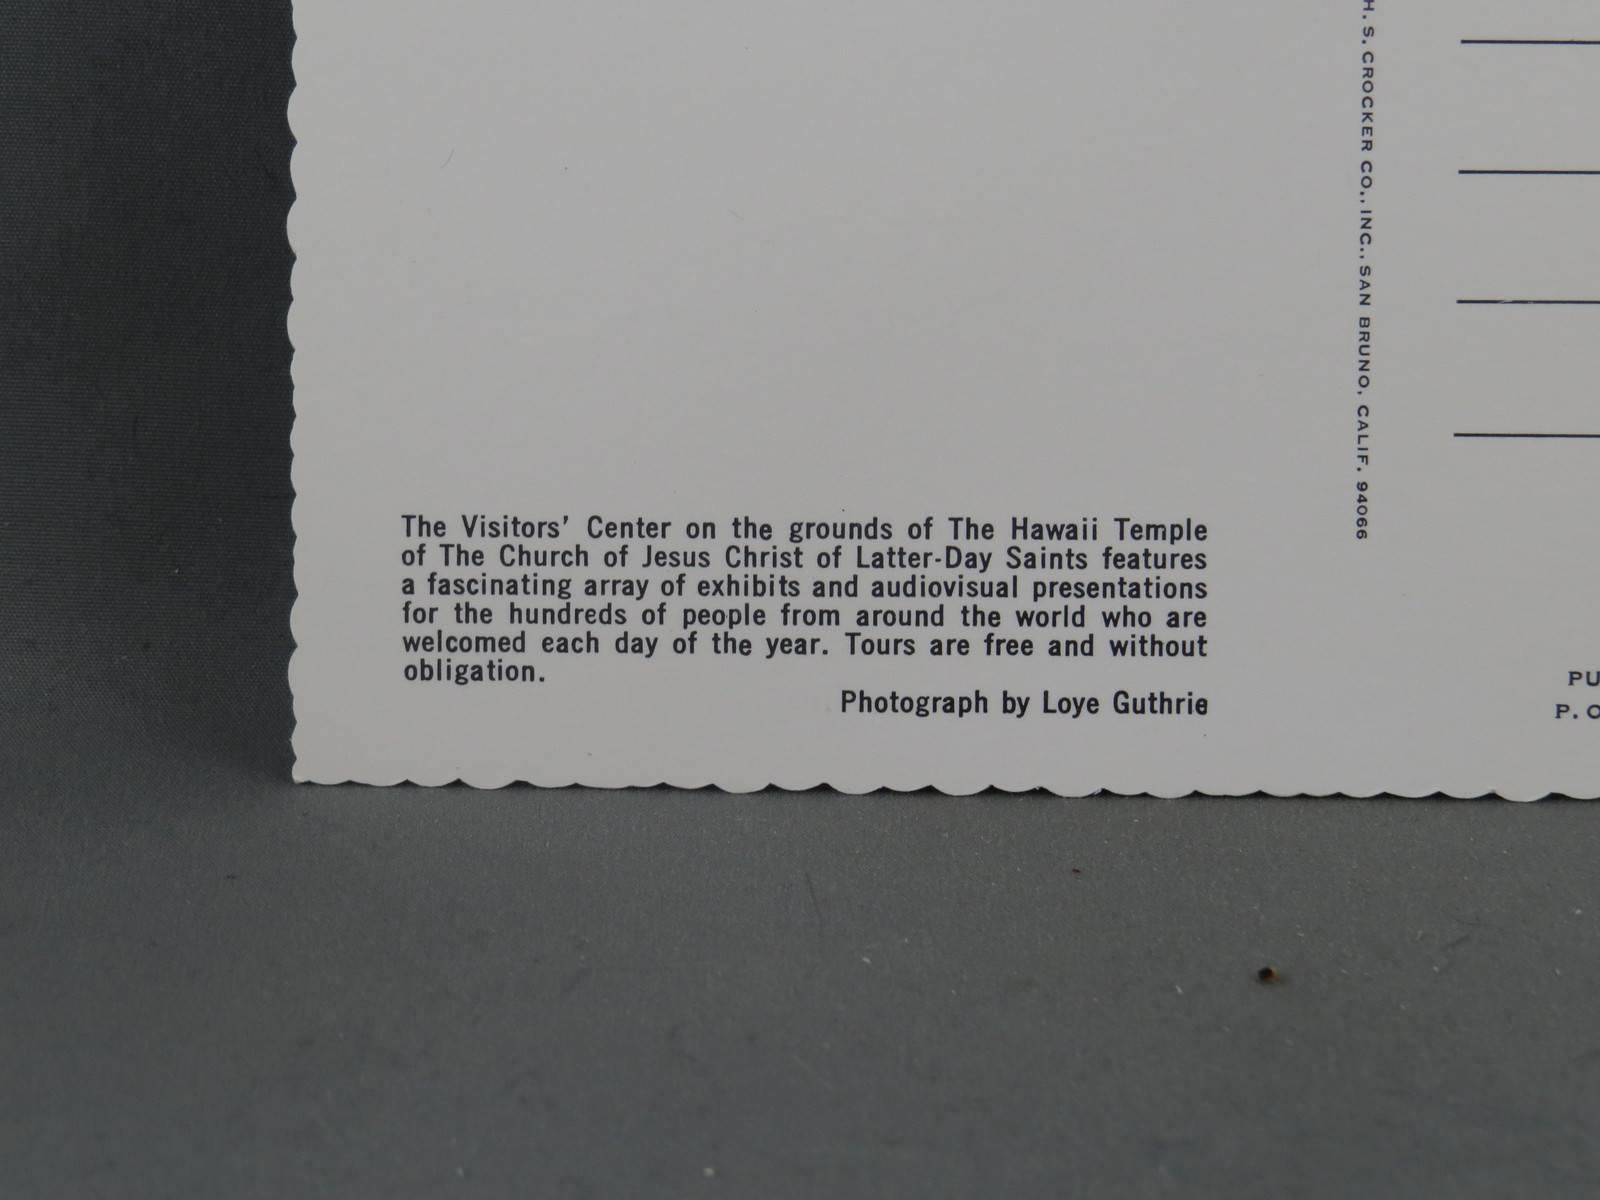 The Visitors' Center on the grounds of The Hawaii Temple
of The Church of Jesus Christ of Latter-Day Saints features
a fascinating array of exhibits and audiovisual presentations
for the hundreds of people from around the world who are
welcomed each day of the year. Tours are free and without
obligation.
Photograph by Loye Guthrie
H. S. CROCKER CO., INC., SAN BRUNO, CALIF. 94066
PU
P. O